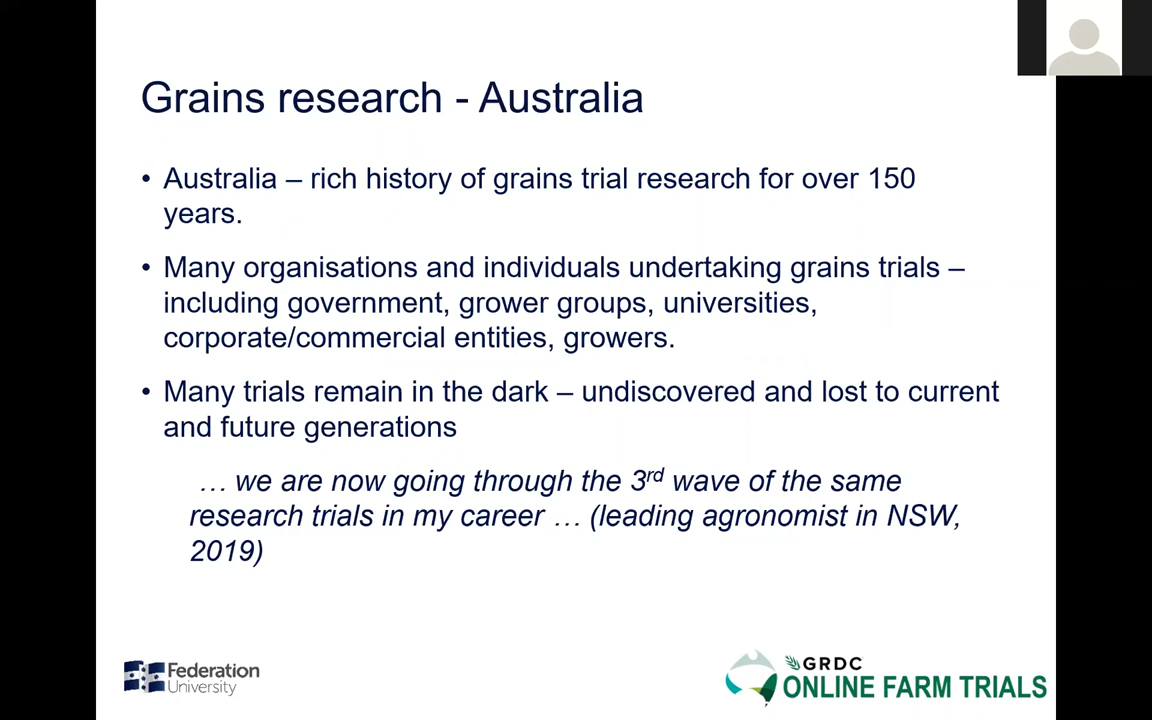 Grains research - Australia
• Australia – rich history of grains trial research for over 150
years.
• Many organisations and individuals undertaking grains trials –
including government, grower groups, universities,
corporate/commercial entities, growers.
• Many trials remain in the dark – undiscovered and lost to current
and future generations
… we are now going through the 3rd wave of the same
research trials in my career … (leading agronomist in NSW,
2019)
Federation
University
GRDC
ONLINE FARM TRIALS